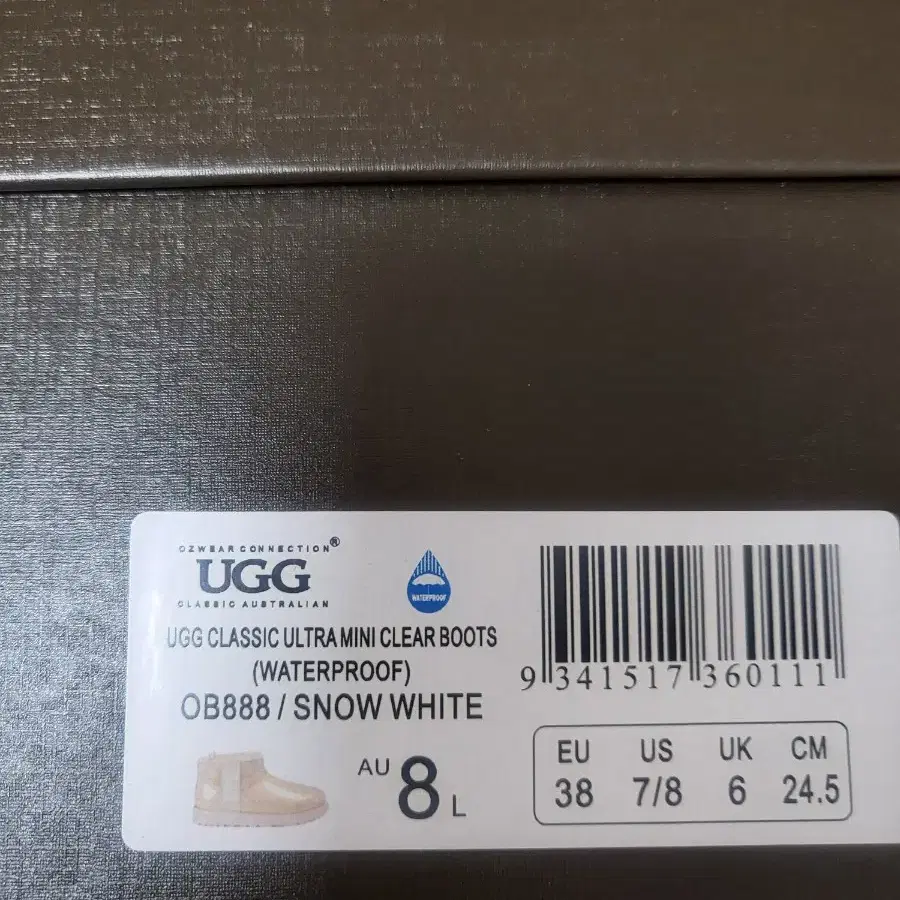 OZWEAR CONNECTION®
UGG
CLASSIC AUSTRALIAN
WATERPROOF
UGG CLASSIC ULTRA MINI CLEAR BOOTS
(WATERPROOF)
OB888 / SNOW WHITE
AU 8 L
9 341517 360111
EU US UK CM
38 7/8 6 24.5